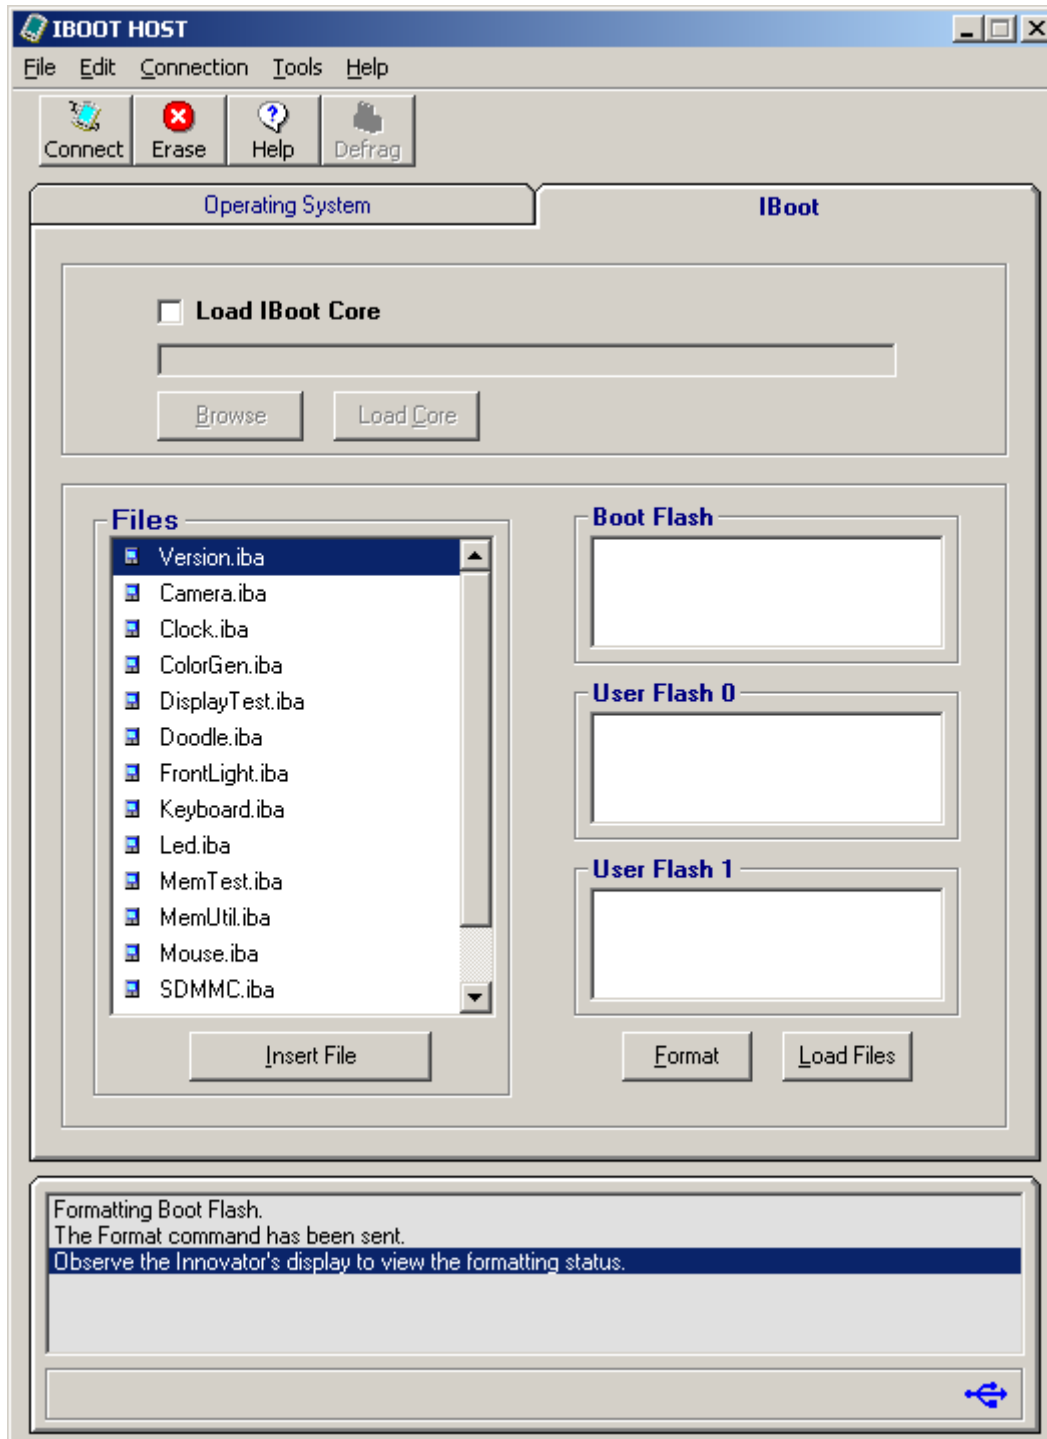 IBOOT HOST
File Edit Connection Tools Help
Connect Erase Help Defrag
Operating System IBoot
Load IBoot Core
Browse Load Core
Files
Version.iba
Camera.iba
Clock.iba
ColorGen.iba
DisplayTest.iba
Doodle.iba
FrontLight.iba
Keyboard.iba
Led.iba
MemTest.iba
MemUtil.iba
Mouse.iba
SDMMC.iba
Insert File
Boot Flash
User Flash 0
User Flash 1
Format Load Files
Formatting Boot Flash.
The Format command has been sent.
Observe the Innovator's display to view the formatting status.